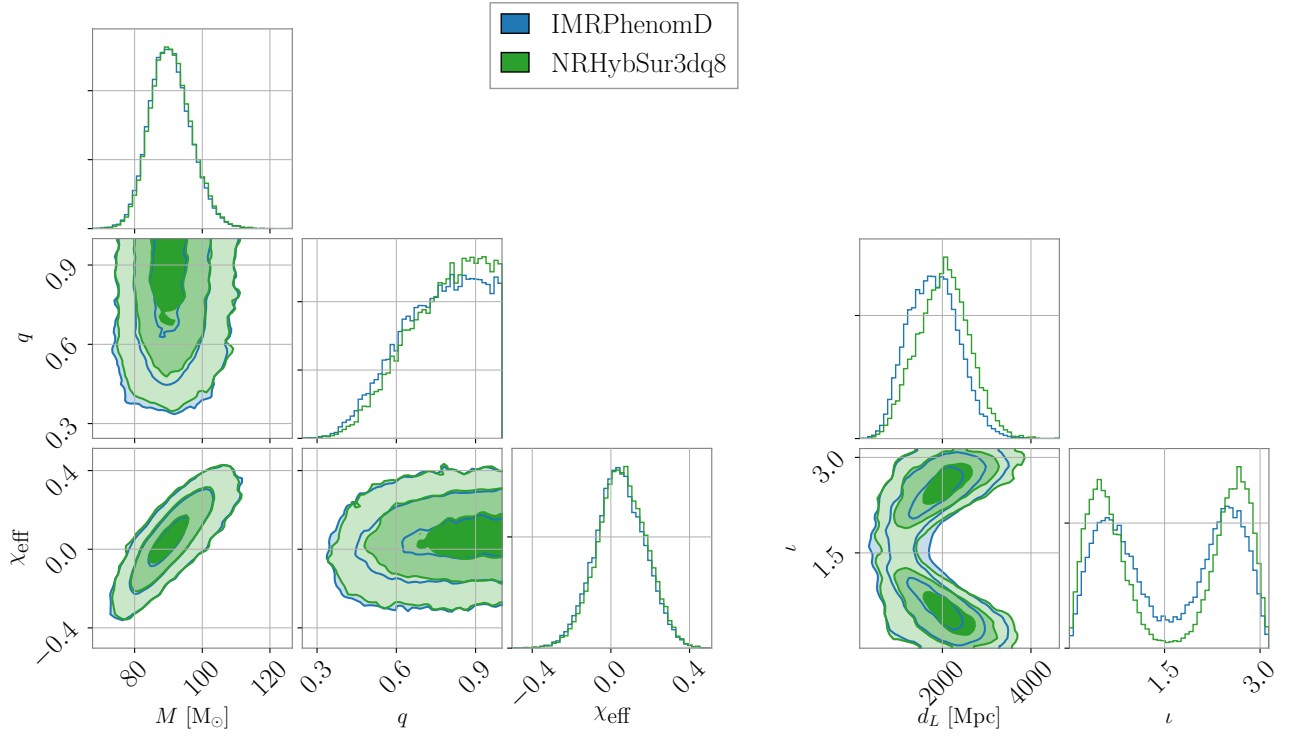 IMRPhenomD
NRHybSur3dq8
q
0.9
0.6
0.3
χeff
0.4
0.0
−0.4
80
100
120
M [M⊙]
0.3
0.6
0.9
q
−0.4
0.0
0.4
χeff
ι
3.0
1.5
2000
4000
dL [Mpc]
1.5
3.0
ι